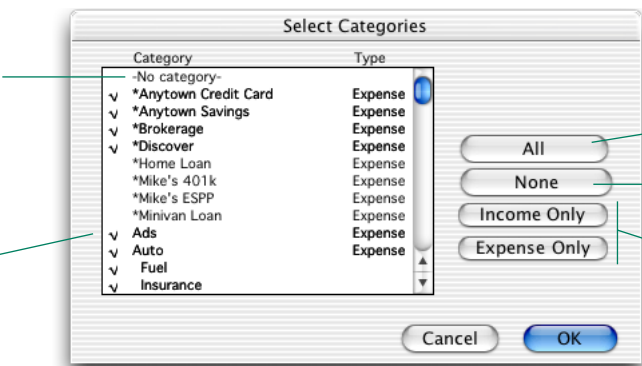 Select Categories
Category Type
-No category-
*Anytown Credit Card Expense
*Anytown Savings Expense
*Brokerage Expense
*Discover Expense
*Home Loan Expense
*Mike's 401k Expense
*Mike's ESPP Expense
*Minivan Loan Expense
Ads Expense
Auto Expense
Fuel
Insurance
All
None
Income Only
Expense Only
Cancel OK